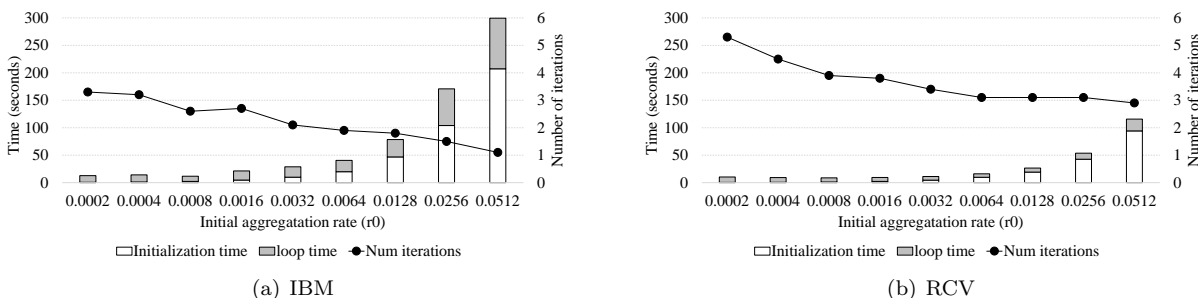 300
250
200
150
100
50
0
Time (seconds)
6
5
4
3
2
1
0
Number of iterations
0.0002 0.0004 0.0008 0.0016 0.0032 0.0064 0.0128 0.0256 0.0512
Initial aggregatation rate (r0)
Initialization time loop time Num iterations
(a) IBM
300
250
200
150
100
50
0
Time (seconds)
6
5
4
3
2
1
0
Number of iterations
0.0002 0.0004 0.0008 0.0016 0.0032 0.0064 0.0128 0.0256 0.0512
Initial aggregatation rate (r0)
Initialization time loop time Num iterations
(b) RCV